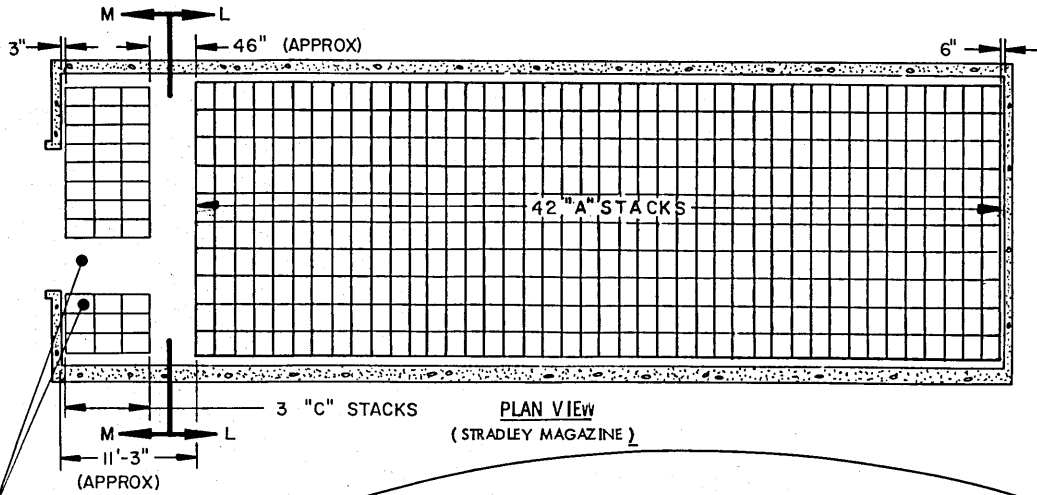 M L
3" 46" (APPROX) 6"
42 "A" STACKS
3 "C" STACKS
PLAN VIEW
(STRADLEY MAGAZINE)
M L
11'-3"
(APPROX)